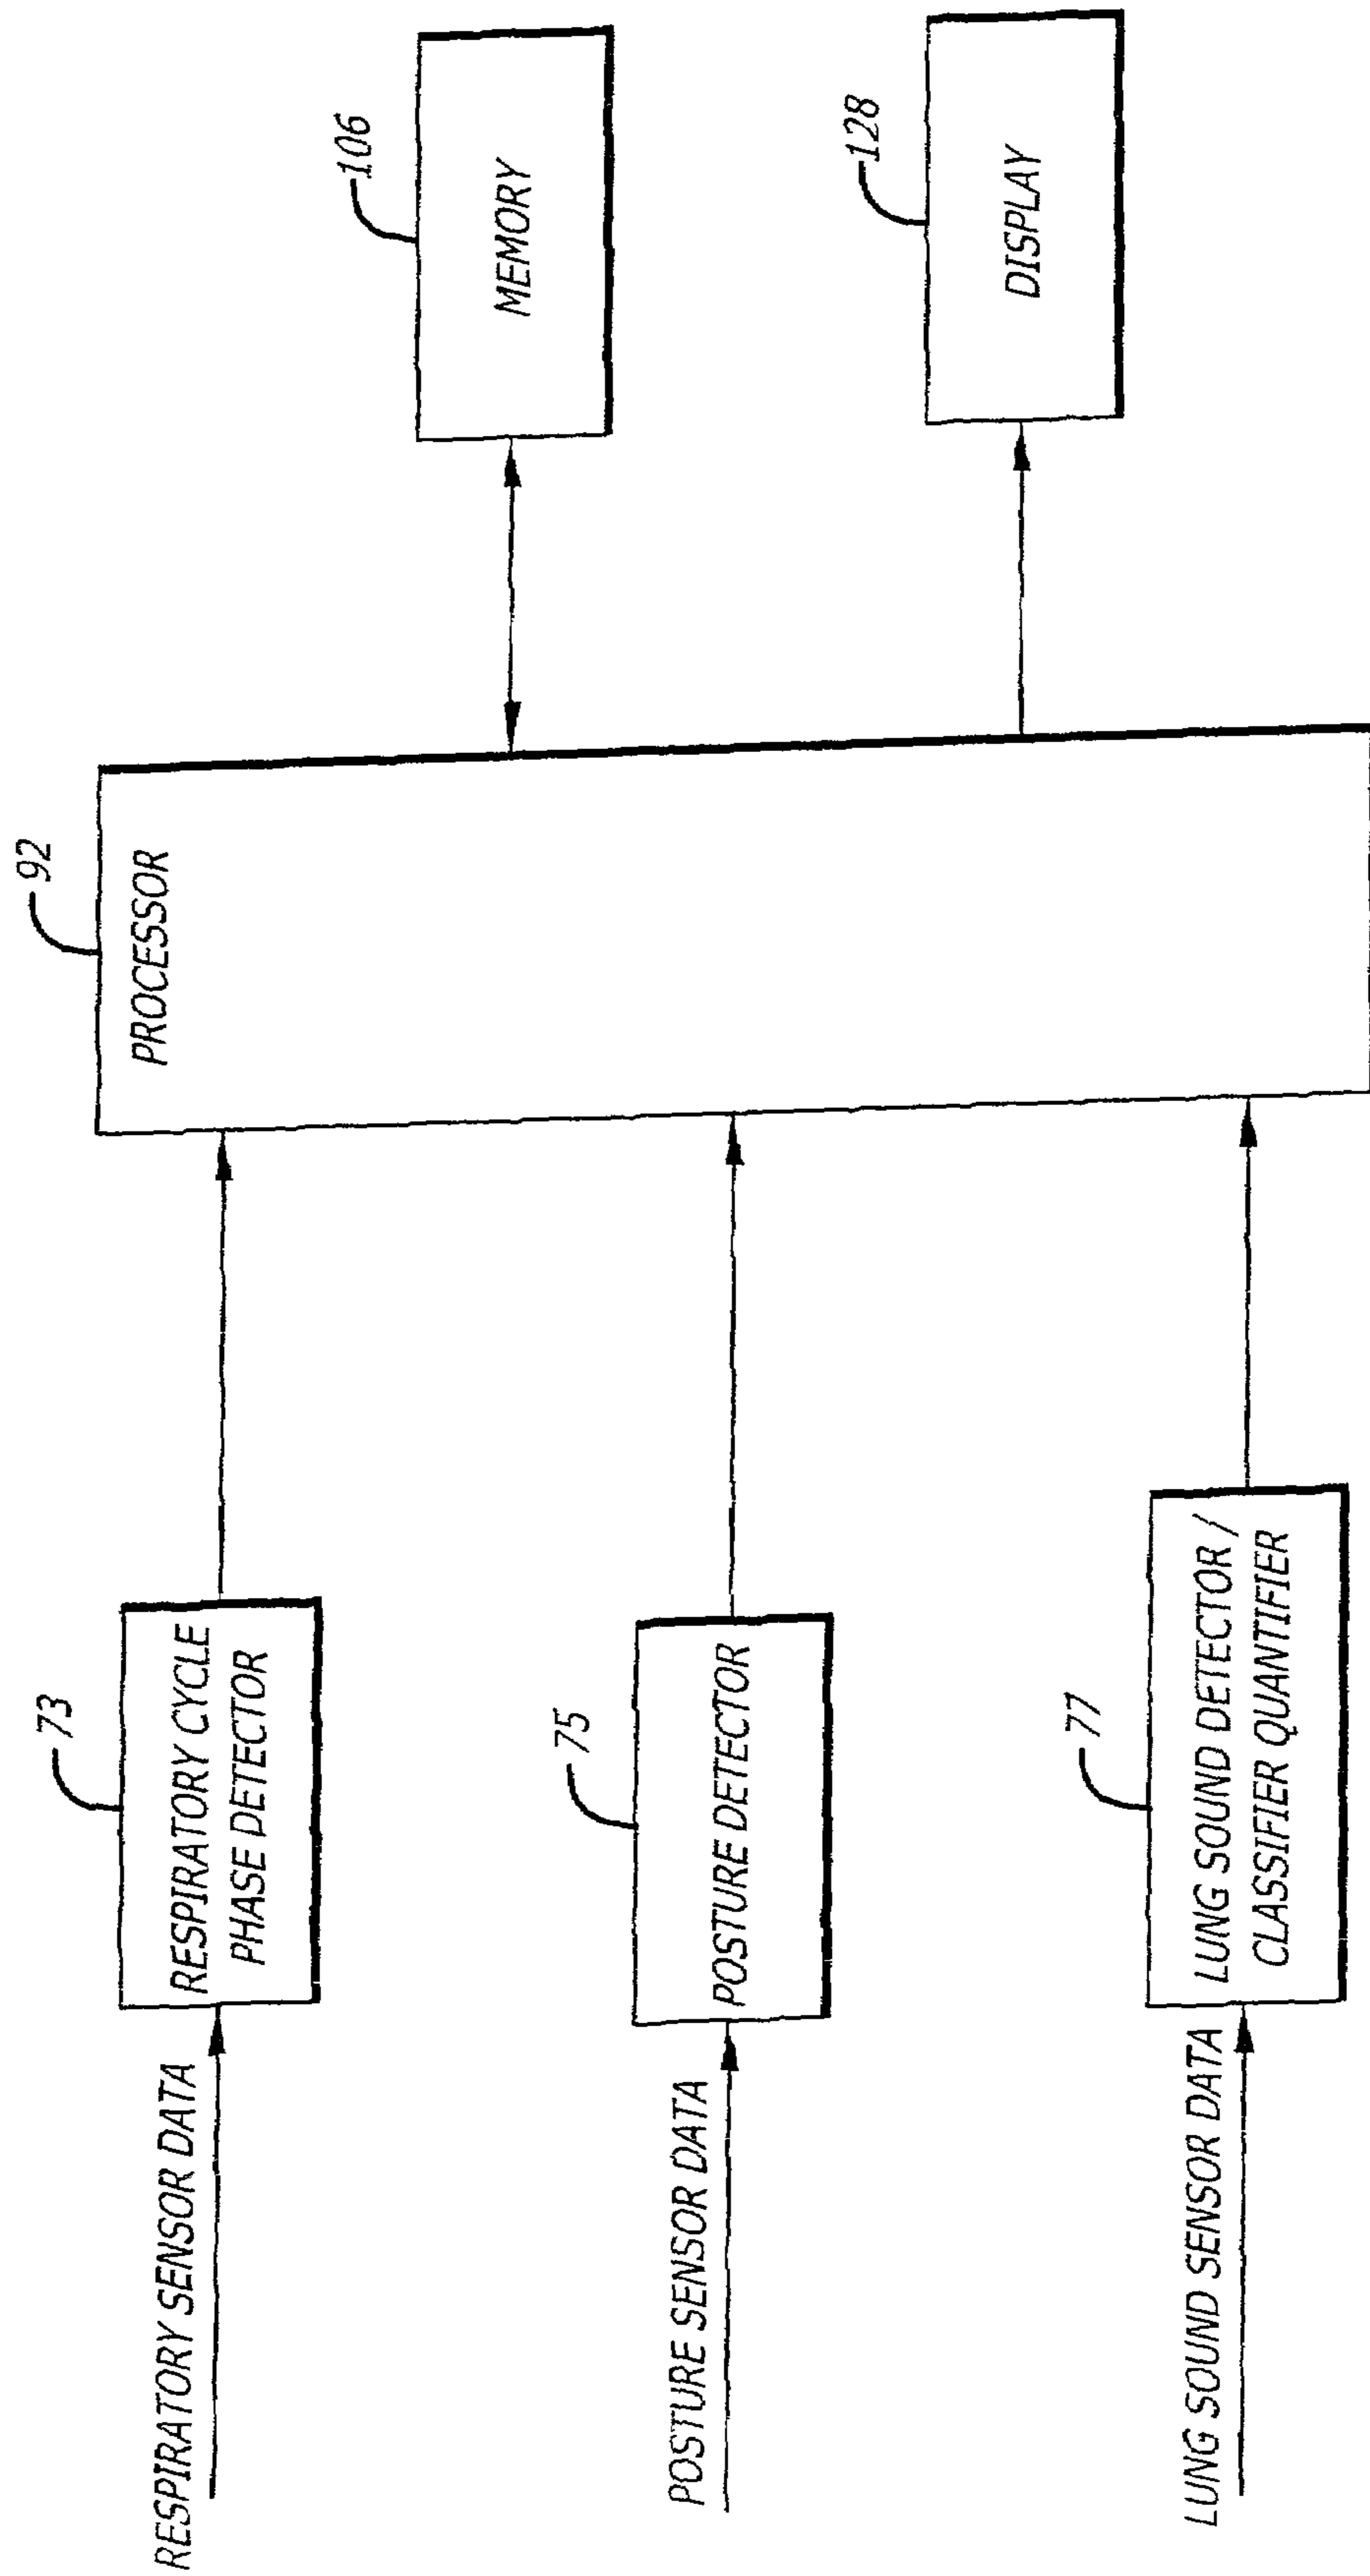 RESPIRATORY SENSOR DATA
73
RESPIRATORY CYCLE
PHASE DETECTOR
92
PROCESSOR
106
MEMORY
POSTURE SENSOR DATA
75
POSTURE DETECTOR
128
DISPLAY
LUNG SOUND SENSOR DATA
77
LUNG SOUND DETECTOR /
CLASSIFIER QUANTIFIER